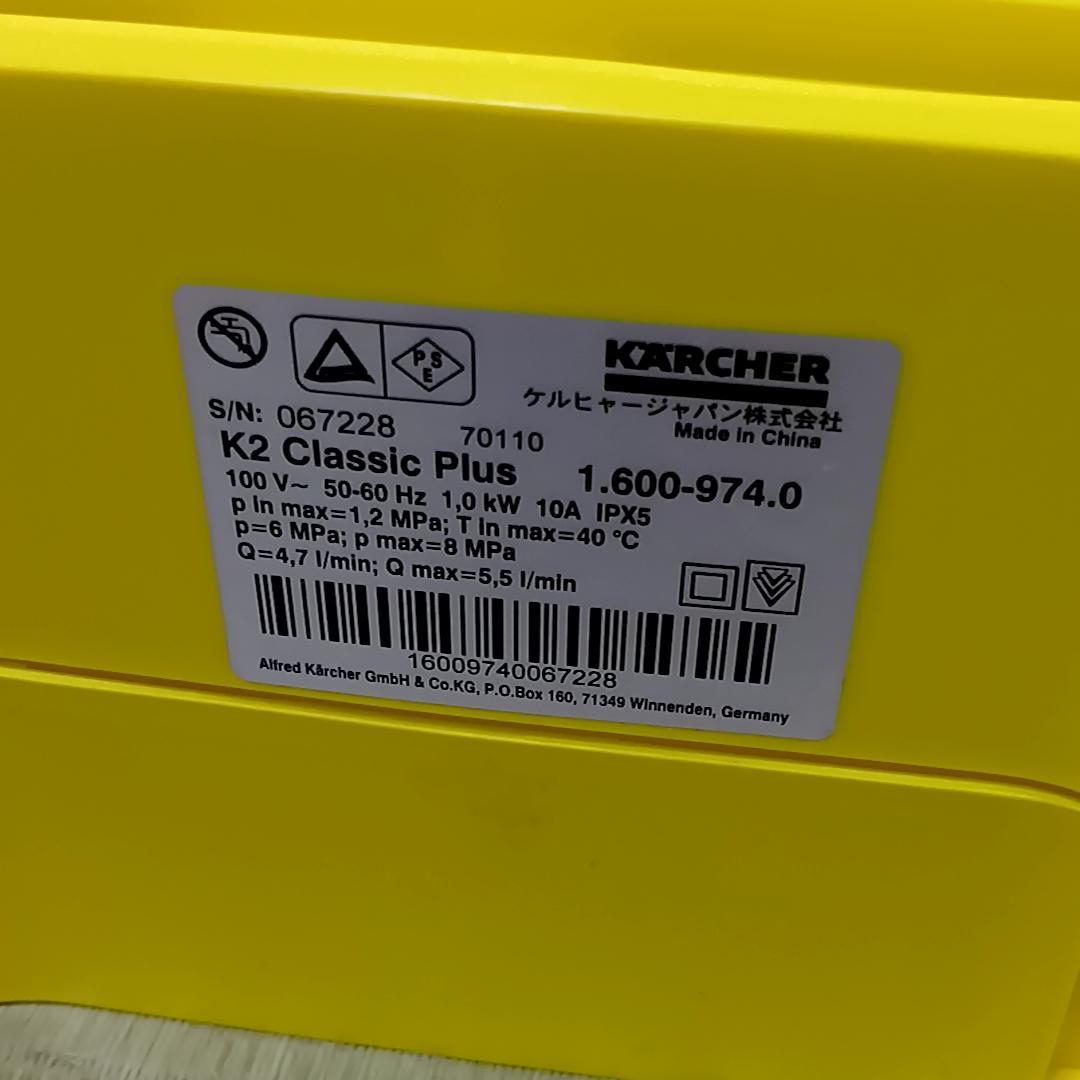 KÄRCHER
ケルヒャージャパン株式会社
Made in China
P S E
S/N: 067228 70110
K2 Classic Plus 1.600-974.0
100 V~ 50-60 Hz 1,0 kW 10A IPX5
p in max=1,2 MPa; T in max=40 °C
p=6 MPa; p max=8 MPa
Q=4,7 l/min; Q max=5,5 l/min
16009740067228
Alfred Kärcher GmbH & Co.KG, P.O.Box 160, 71349 Winnenden, Germany